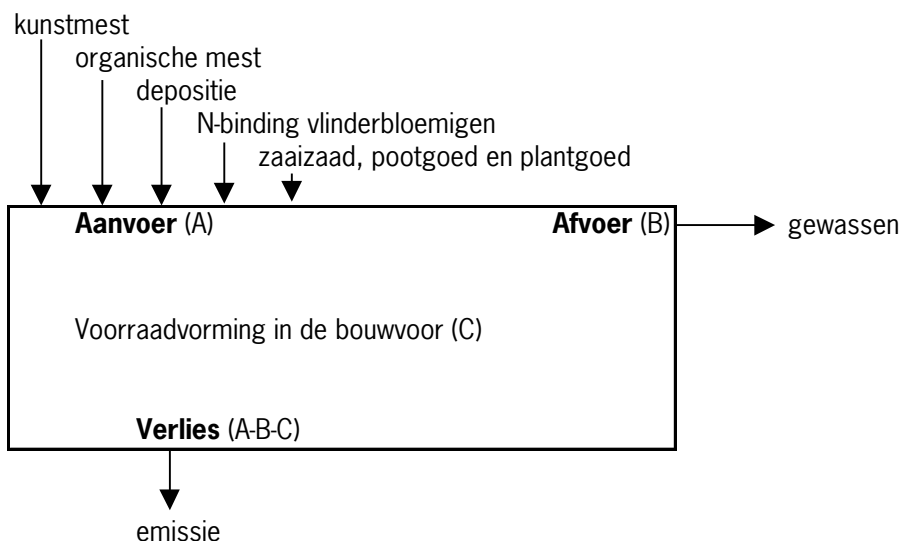 kunstmest
organische mest
depositie
N-binding vlinderbloemigen
zaaizaad, pootgoed en plantgoed
Aanvoer (A)
Afvoer (B)
gewassen
Voorraadvorming in de bouwvoor (C)
Verlies (A-B-C)
emissie